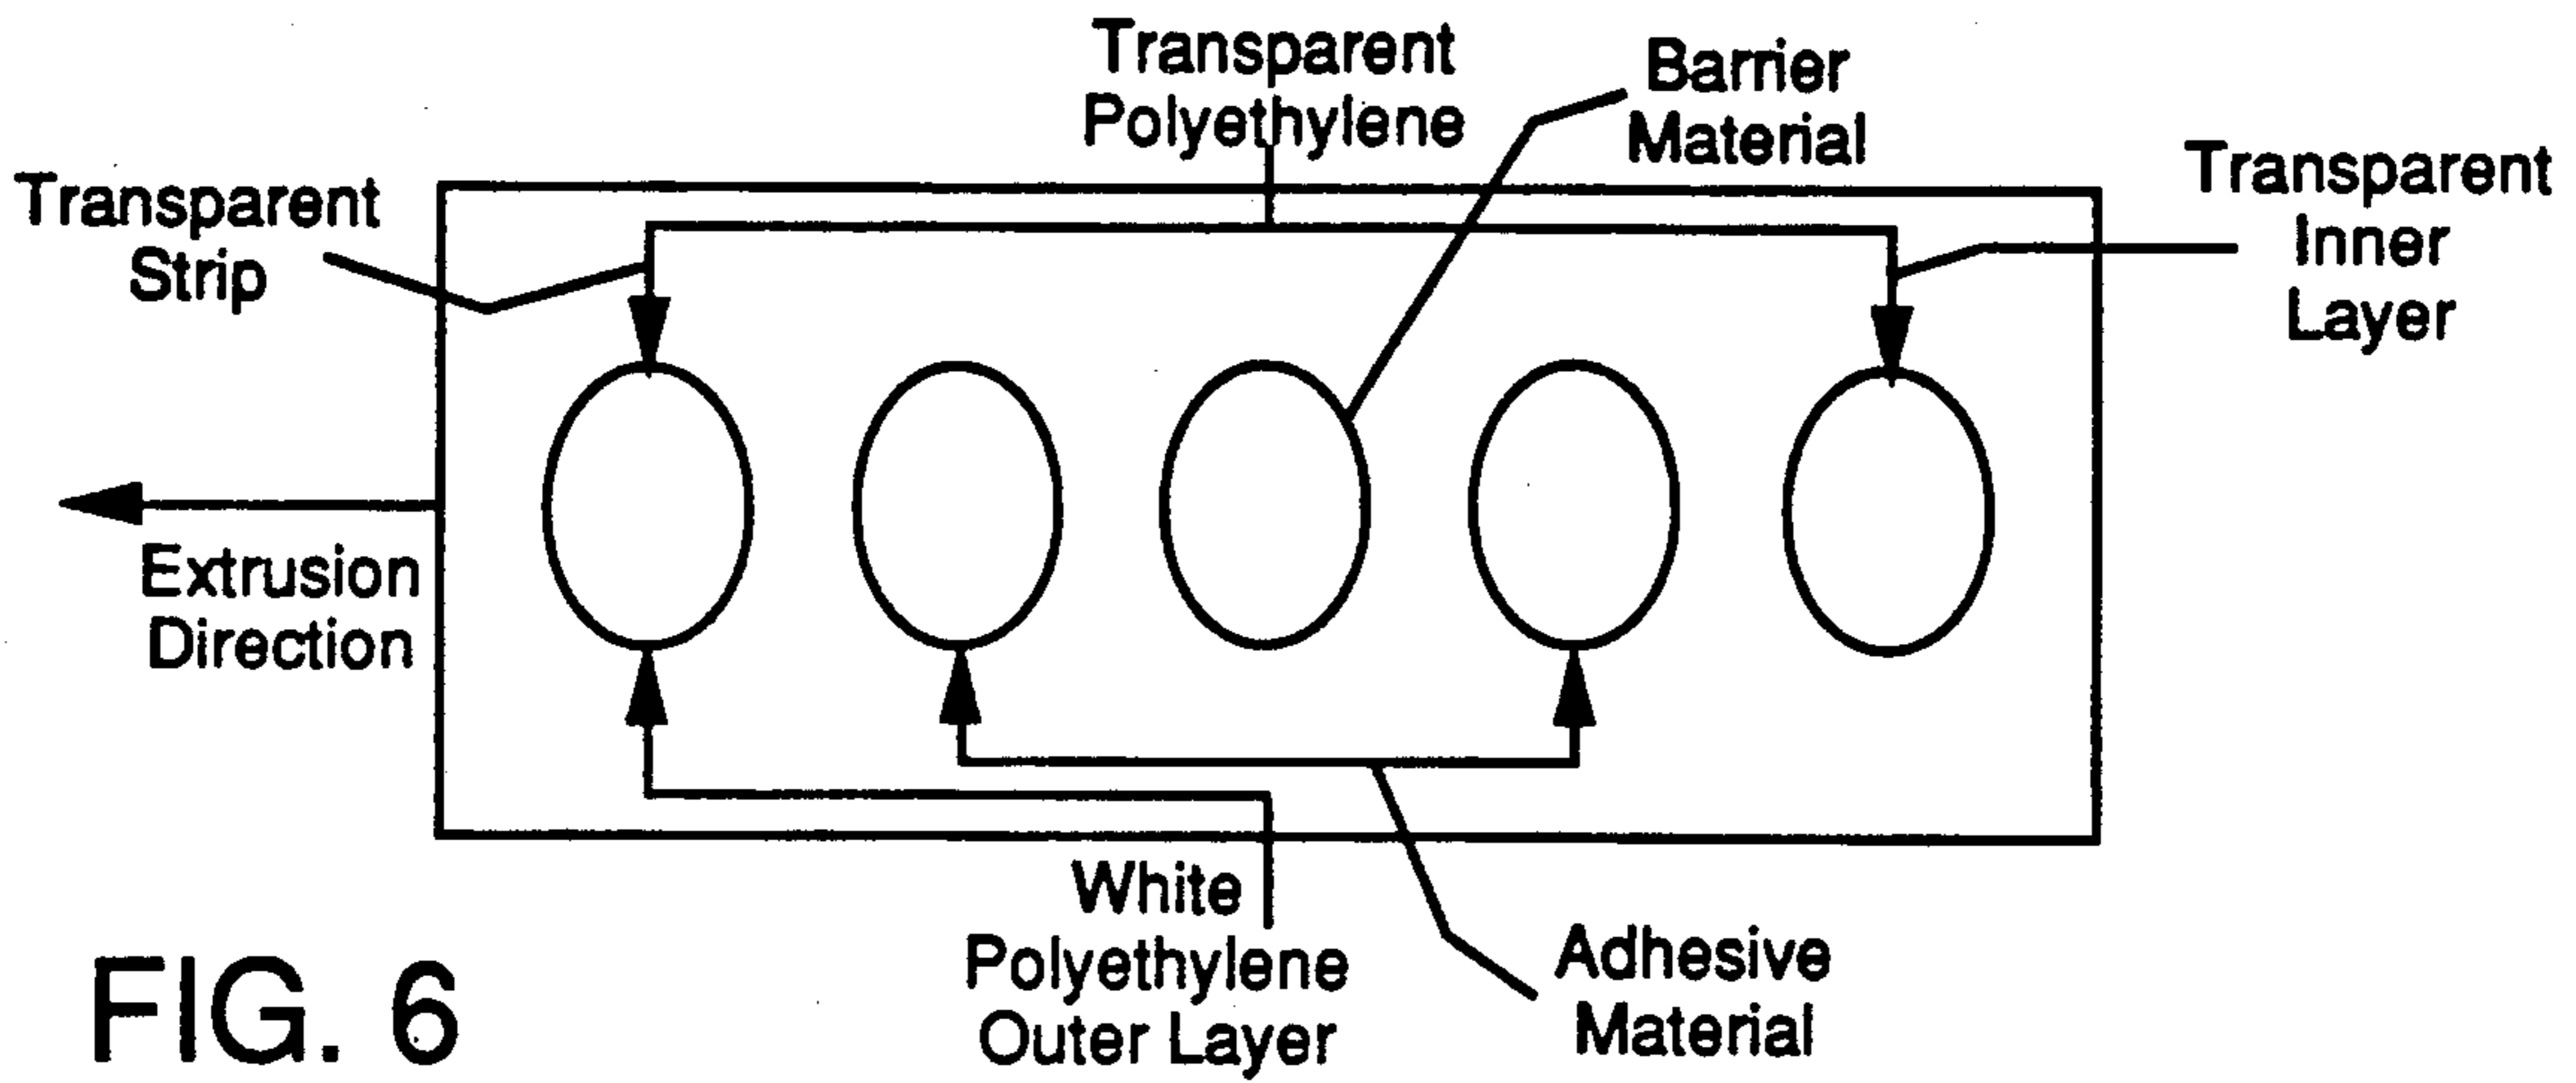 Transparent
Polyethylene
Barrier
Material
Transparent
Strip
Transparent
Inner
Layer
Extrusion
Direction
White
Polyethylene
Outer Layer
Adhesive
Material
FIG. 6